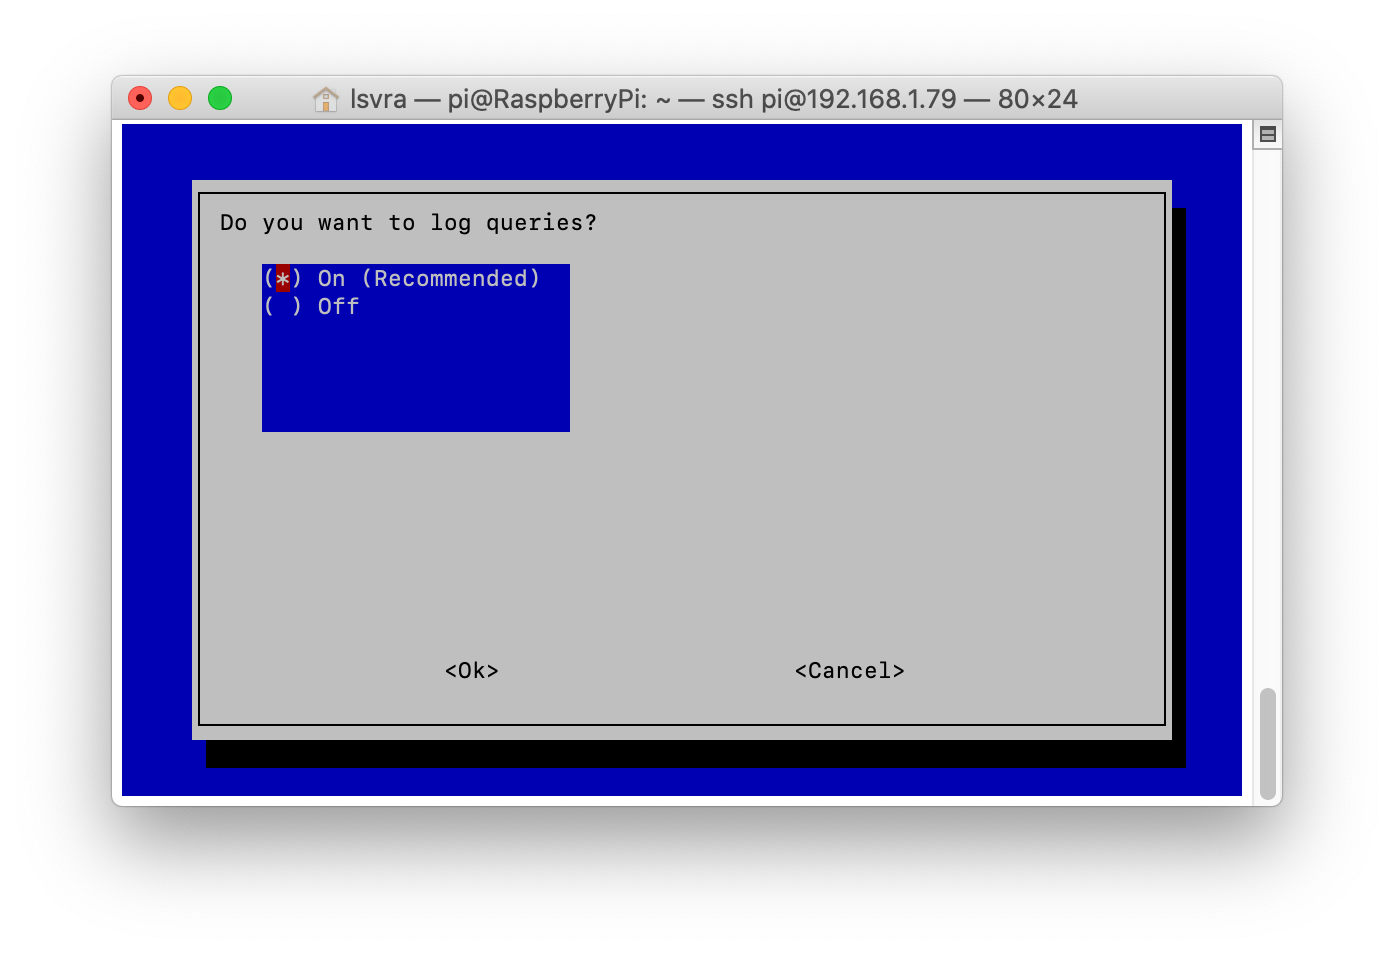 lsvra — pi@RaspberryPi: ~ — ssh pi@192.168.1.79 — 80×24
Do you want to log queries?
(*) On (Recommended)
( ) Off
<Ok> <Cancel>